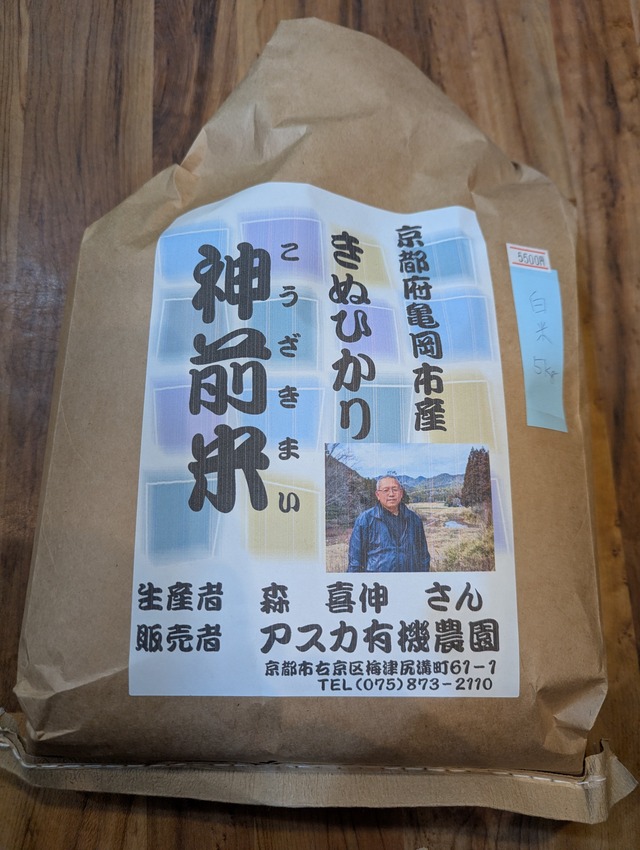 京都府亀岡市産
きぬひかり
こうざきまい
神前米
5500円
白米
5kg
生産者 森 喜伸 さん
販売者 アスカ有機農園
京都市右京区梅津尻溝町61-1
TEL(075)873-2110